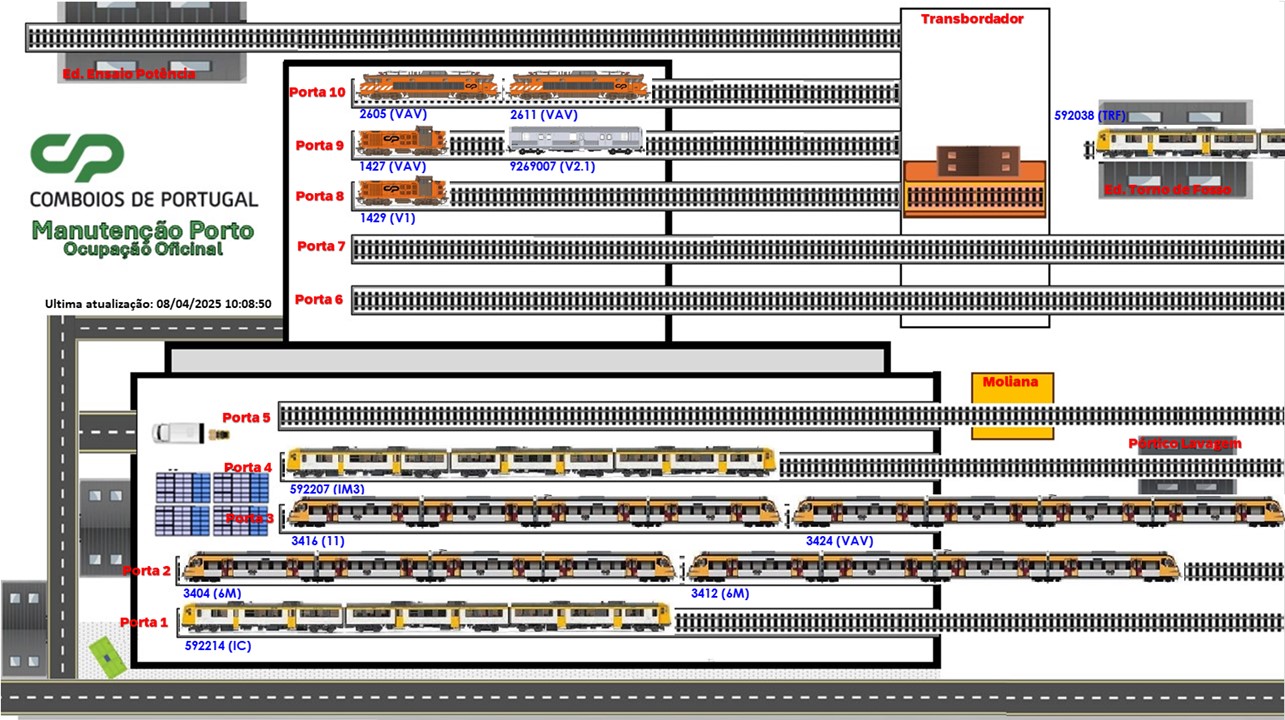 Transbordador
Ed. Ensaio Potência
Porta 10
2605 (VAV)
2611 (VAV)
592038 (TRF)
Porta 9
1427 (VAV)
9269007 (V2.1)
CP
COMBOIOS DE PORTUGAL
Manutenção Porto
Ocupação Oficinal
Porta 8
1429 (V1)
Ed. Torno de Fosso
Porta 7
Porta 6
Ultima atualização: 08/04/2025 10:08:50
Moliana
Porta 5
Pórtico Lavagem
Porta 4
592207 (IM3)
Porta 3
3416 (11)
3424 (VAV)
Porta 2
3404 (6M)
3412 (6M)
Porta 1
592214 (IC)